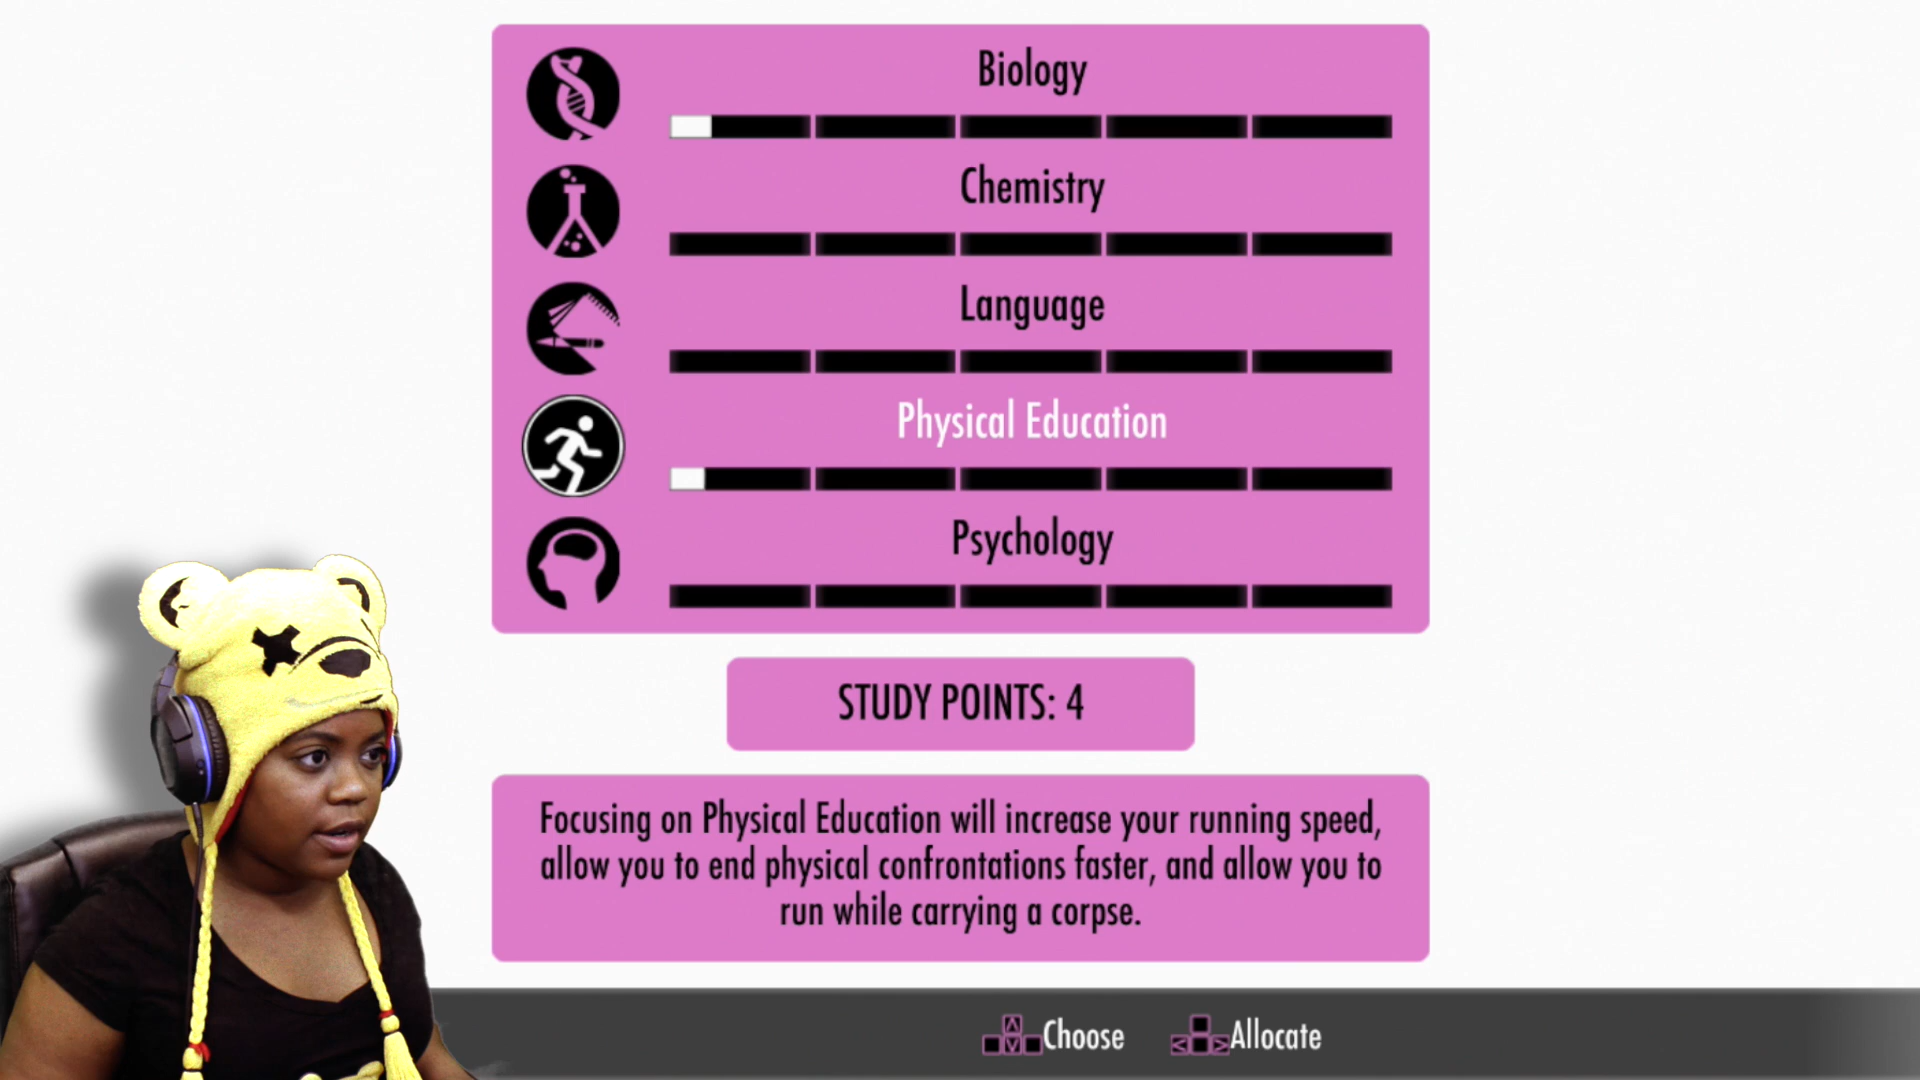 Biology
Chemistry
Language
Physical Education
Psychology
STUDY POINTS: 4
Focusing on Physical Education will increase your running speed,
allow you to end physical confrontations faster, and allow you to
run while carrying a corpse.
Choose Allocate